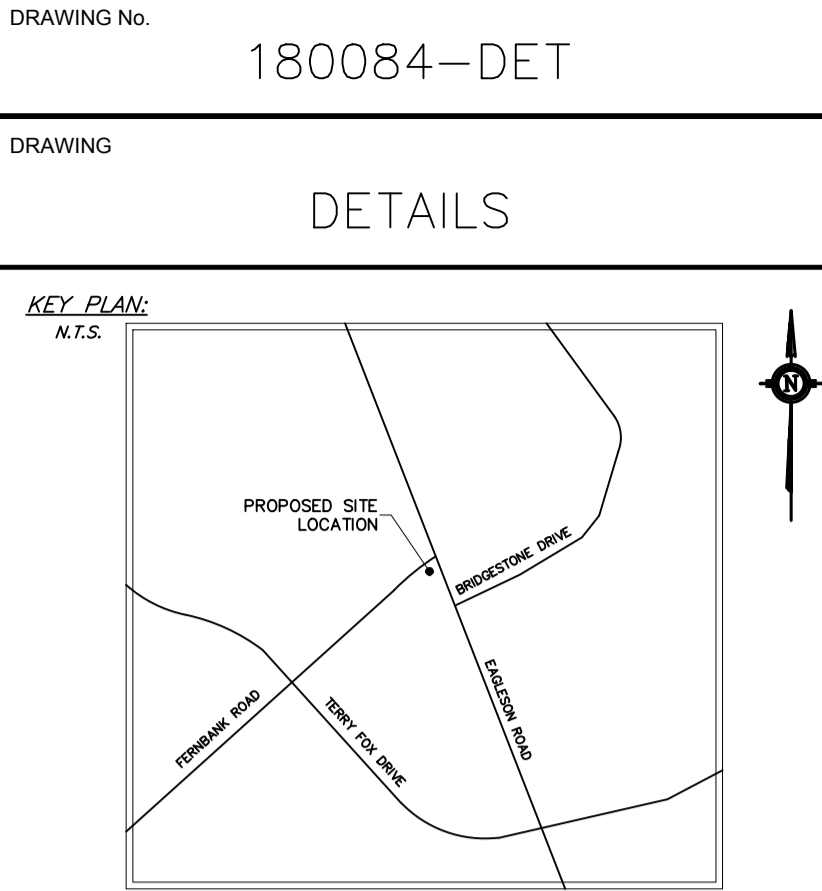 DRAWING No.
180084-DET
DRAWING
DETAILS
KEY PLAN:
N.T.S.
N
PROPOSED SITE
LOCATION
BRIDGESTONE DRIVE
EAGLESON ROAD
FERNBANK ROAD
TERRY FOX DRIVE